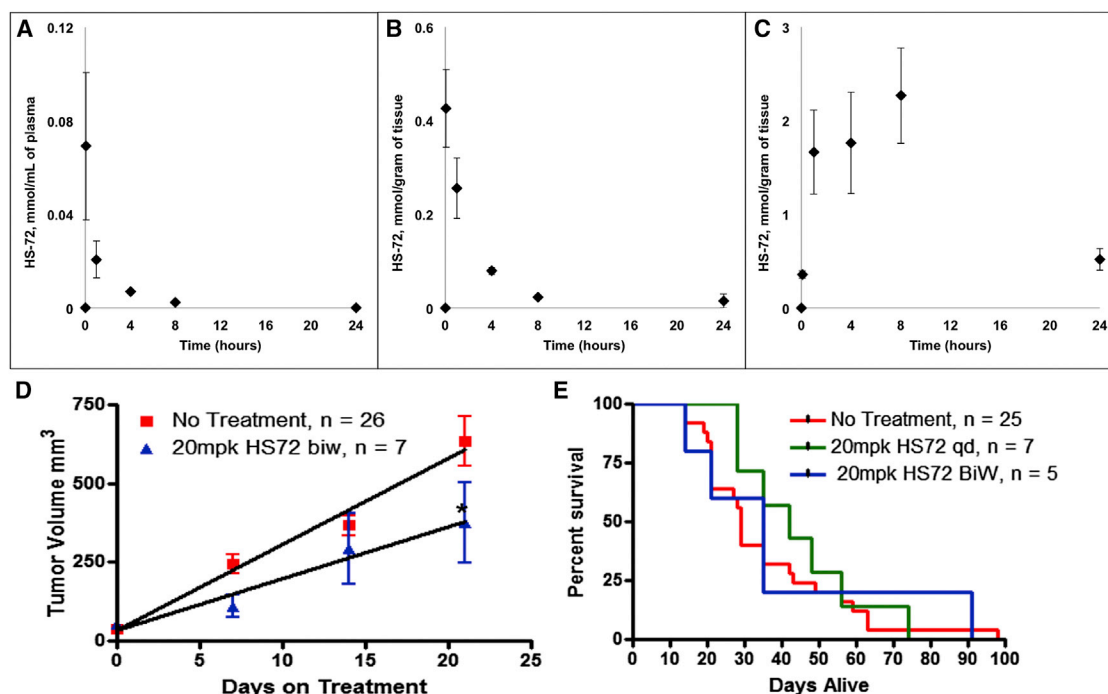 A
0.12
0.08
0.04
0
HS-72, mmol/mL of plasma
0 4 8 12 16 20 24
Time (hours)
B
0.6
0.4
0.2
0
HS-72, mmol/gram of tissue
0 4 8 12 16 20 24
Time (hours)
C
3
2
1
0
HS-72, mmol/gram of tissue
0 4 8 12 16 20 24
Time (hours)
D
No Treatment, n = 26
20mpk HS72 biw, n = 7
750
500
250
0
Tumor Volume mm³
*
0 5 10 15 20 25
Days on Treatment
E
No Treatment, n = 25
20mpk HS72 qd, n = 7
20mpk HS72 BiW, n = 5
100
75
50
25
0
Percent survival
0 10 20 30 40 50 60 70 80 90 100
Days Alive